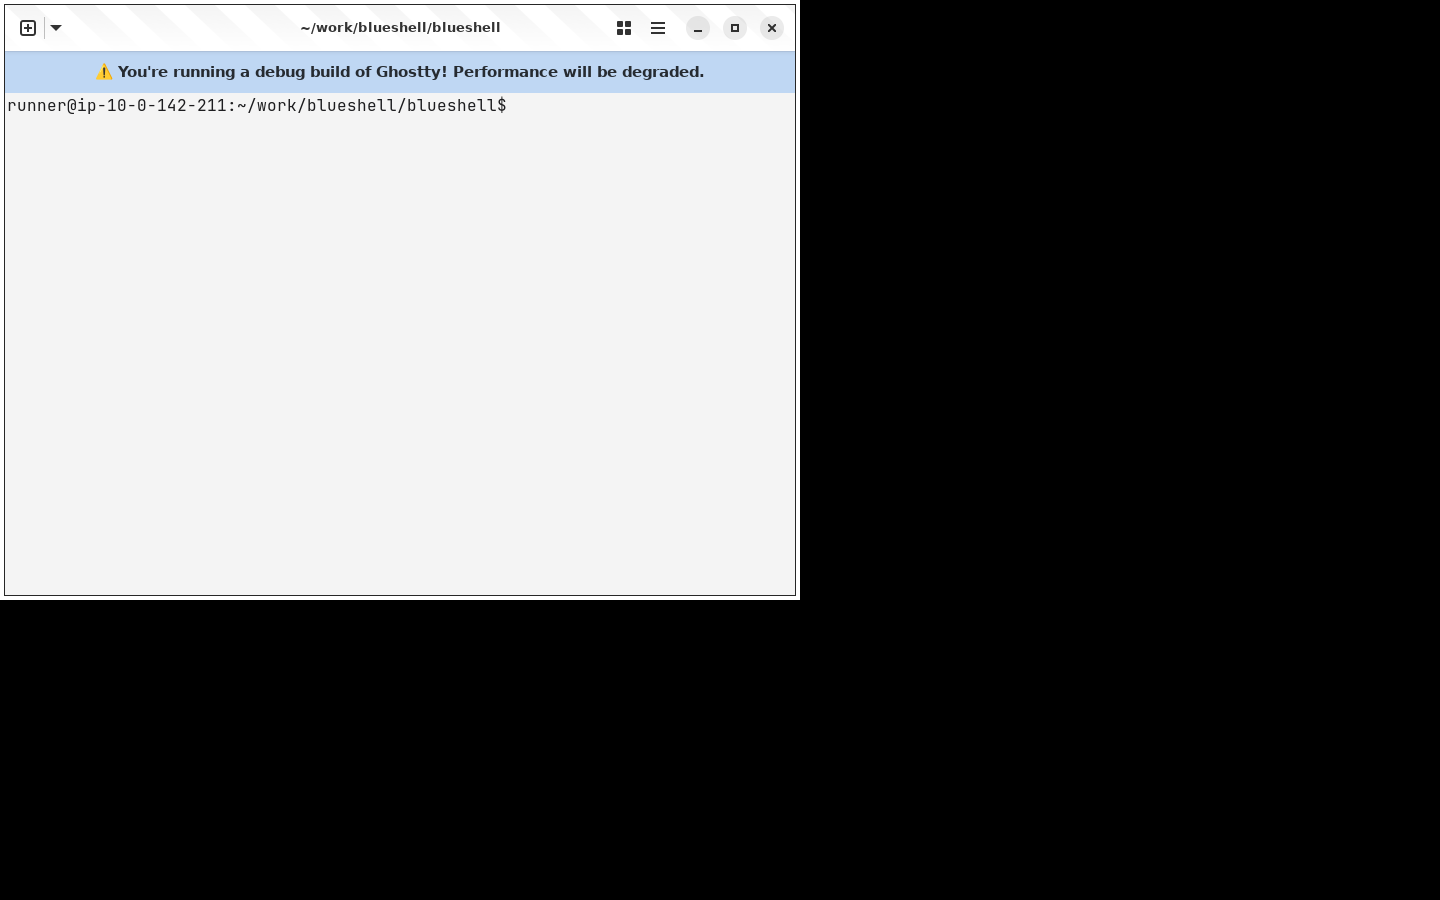 ~/work/blueshell/blueshell
⚠️ You're running a debug build of Ghostty! Performance will be degraded.
runner@ip-10-0-142-211:~/work/blueshell/blueshell$